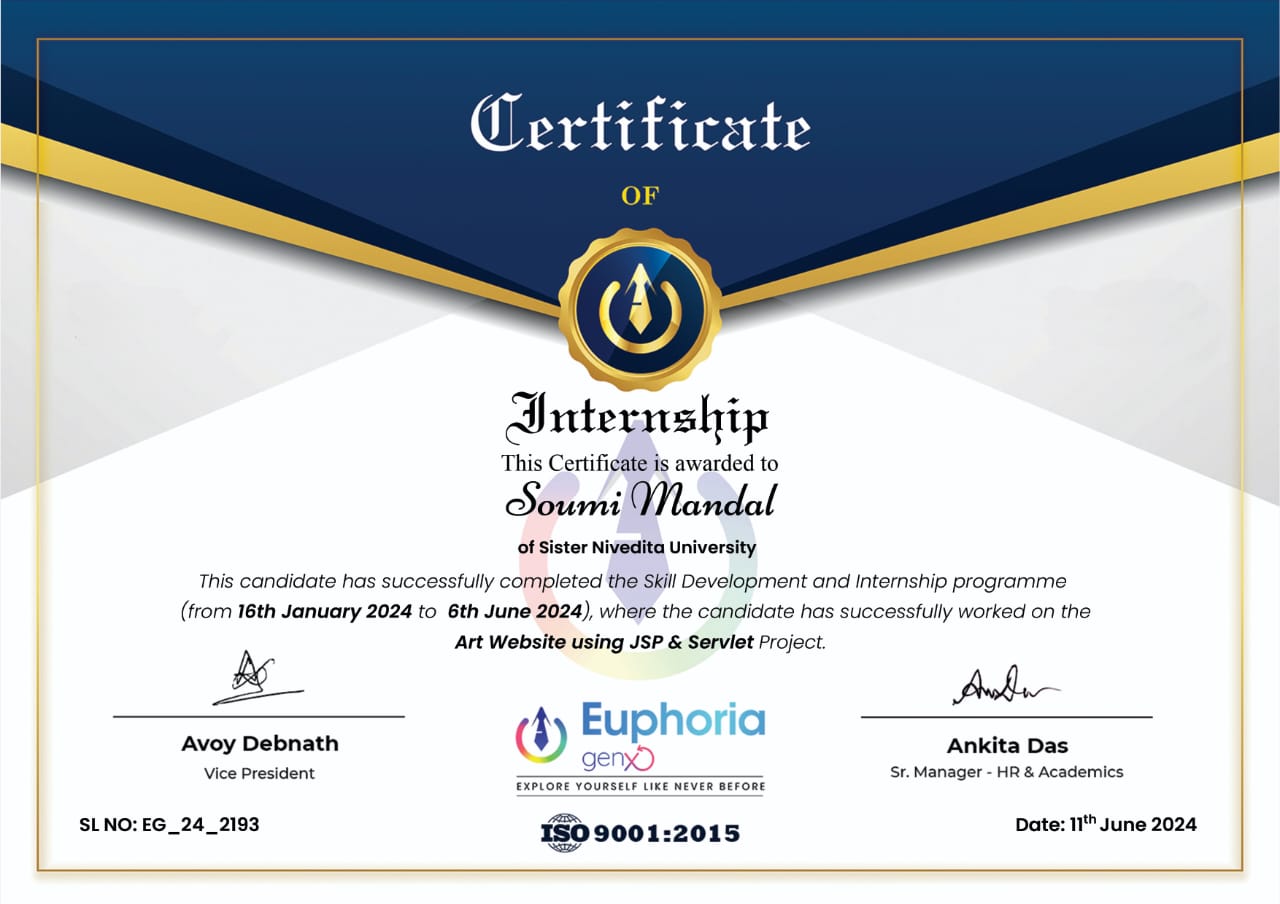 Certificate
OF
Internship
This Certificate is awarded to
Soumi Mandal
of Sister Nivedita University
This candidate has successfully completed the Skill Development and Internship programme
(from 16th January 2024 to 6th June 2024), where the candidate has successfully worked on the
Art Website using JSP & Servlet Project.
Avoy Debnath
Vice President
Euphoria
genx
EXPLORE YOURSELF LIKE NEVER BEFORE
Ankita Das
Sr. Manager - HR & Academics
SL NO: EG_24_2193
ISO 9001:2015
Date: 11th June 2024